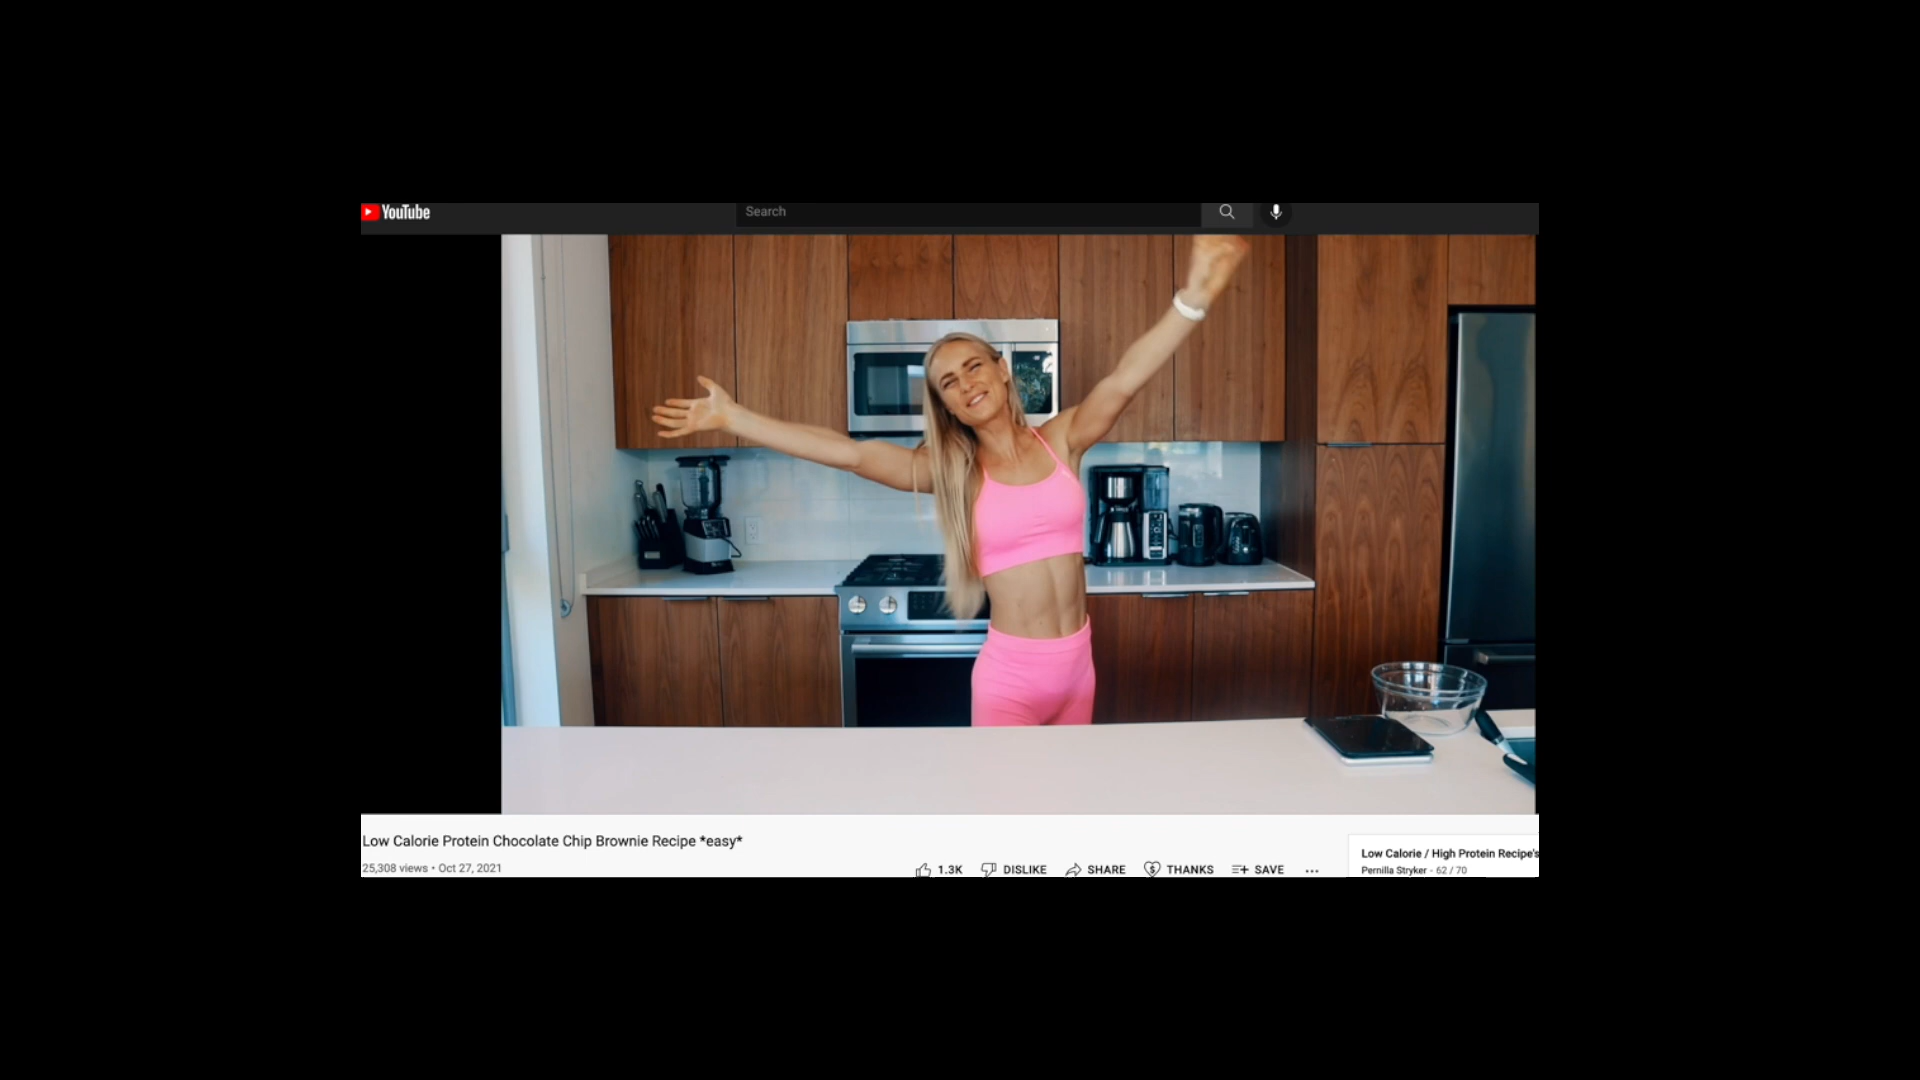 YouTube
Search
Low Calorie Protein Chocolate Chip Brownie Recipe *easy*
25,308 views • Oct 27, 2021
1.3K DISLIKE SHARE THANKS SAVE ...
Low Calorie / High Protein Recipe's
Pernilla Stryker - 62 / 70